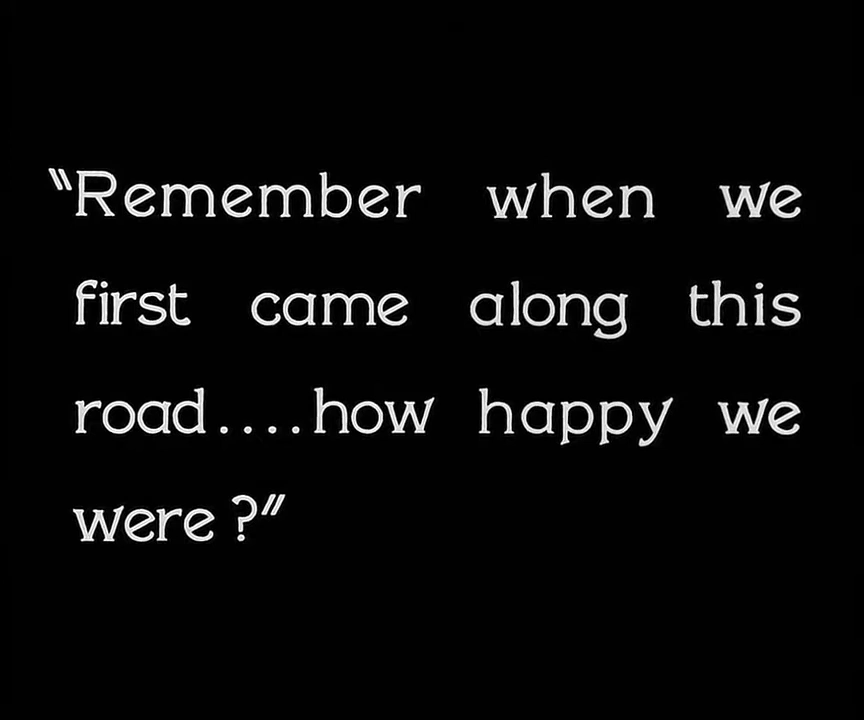 “Remember when we
first came along this
road....how happy we
were?”